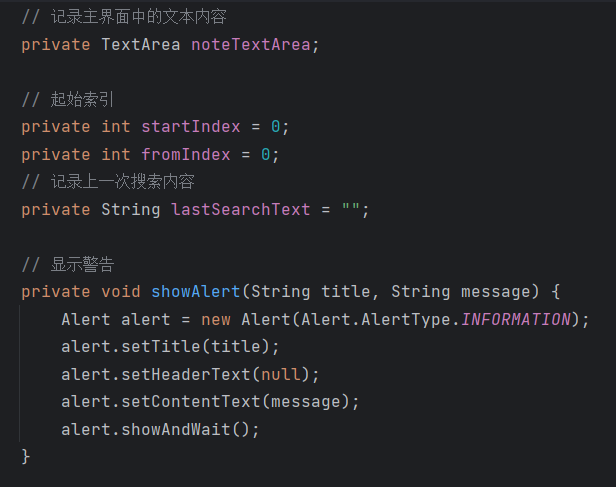 // 记录主界面中的文本内容
private TextArea noteTextArea;
// 起始索引
private int startIndex = 0;
private int fromIndex = 0;
// 记录上一次搜索内容
private String lastSearchText = "";
// 显示警告
private void showAlert(String title, String message) {
    Alert alert = new Alert(Alert.AlertType.INFORMATION);
    alert.setTitle(title);
    alert.setHeaderText(null);
    alert.setContentText(message);
    alert.showAndWait();
}